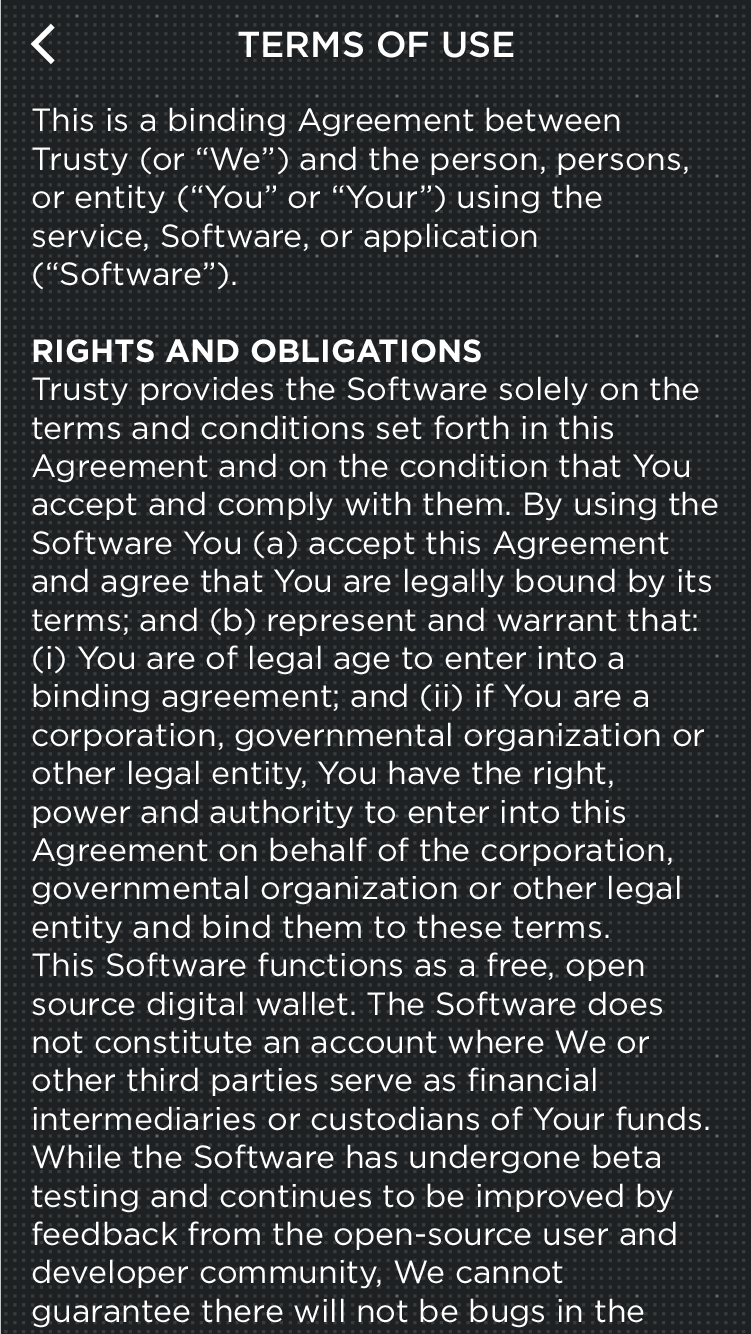 TERMS OF USE
This is a binding Agreement between
Trusty (or “We”) and the person, persons,
or entity (“You” or “Your”) using the
service, Software, or application
(“Software”).
RIGHTS AND OBLIGATIONS
Trusty provides the Software solely on the
terms and conditions set forth in this
Agreement and on the condition that You
accept and comply with them. By using the
Software You (a) accept this Agreement
and agree that You are legally bound by its
terms; and (b) represent and warrant that:
(i) You are of legal age to enter into a
binding agreement; and (ii) if You are a
corporation, governmental organization or
other legal entity, You have the right,
power and authority to enter into this
Agreement on behalf of the corporation,
governmental organization or other legal
entity and bind them to these terms.
This Software functions as a free, open
source digital wallet. The Software does
not constitute an account where We or
other third parties serve as financial
intermediaries or custodians of Your funds.
While the Software has undergone beta
testing and continues to be improved by
feedback from the open-source user and
developer community, We cannot
guarantee there will not be bugs in the